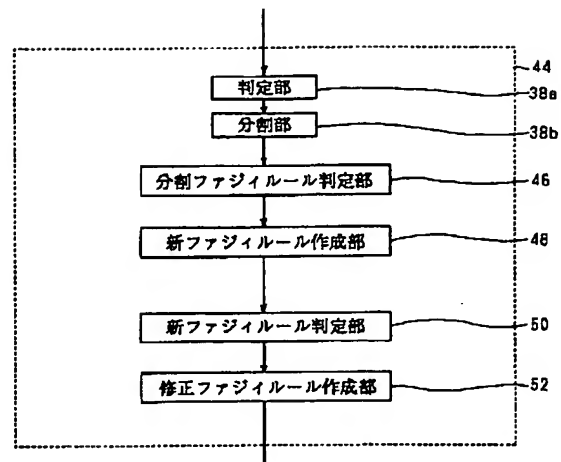 44
判定部
38a
分割部
38b
分割ファジィルール判定部
46
新ファジィルール作成部
48
新ファジィルール判定部
50
修正ファジィルール作成部
52